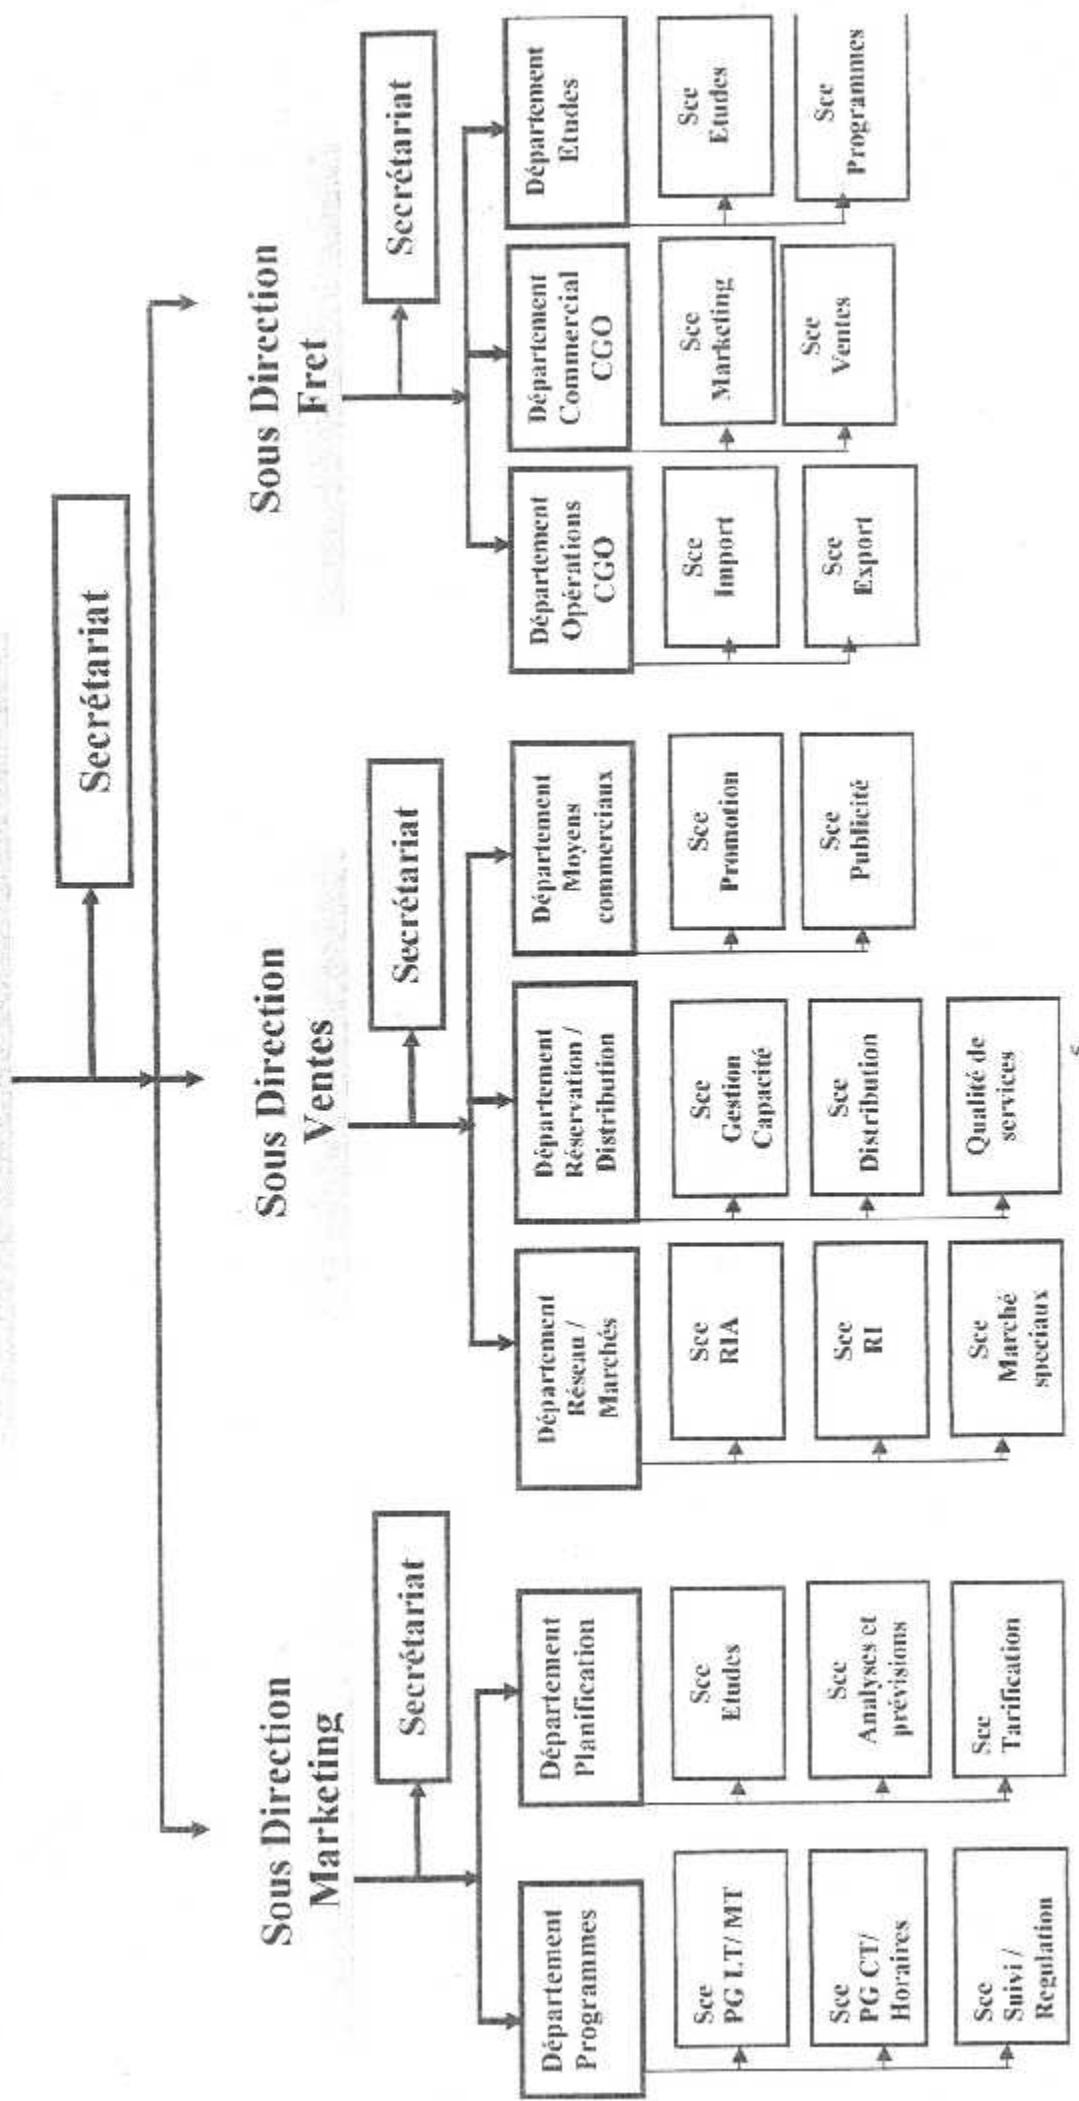 Secrétariat
Sous Direction
Marketing
Sous Direction
Ventes
Sous Direction
Fret
Secrétariat
Secrétariat
Secrétariat
Département
Programmes
Département
Planification
Département
Réseau /
Marchés
Département
Réservation /
Distribution
Département
Moyens
commerciaux
Département
Opérations
CGO
Département
Commercial
CGO
Département
Etudes
Sce
PG LT/ MT
Sce
Etudes
Sce
RIA
Sce
Gestion
Capacité
Sce
Promotion
Sce
Import
Sce
Marketing
Sce
Etudes
Sce
PG CT/
Horaires
Sce
Analyses et
prévisions
Sce
RI
Sce
Distribution
Sce
Publicité
Sce
Export
Sce
Ventes
Sce
Programmes
Sce
Suivi /
Regulation
Sce
Tarification
Sce
Marché
speciaux
Qualité de
services